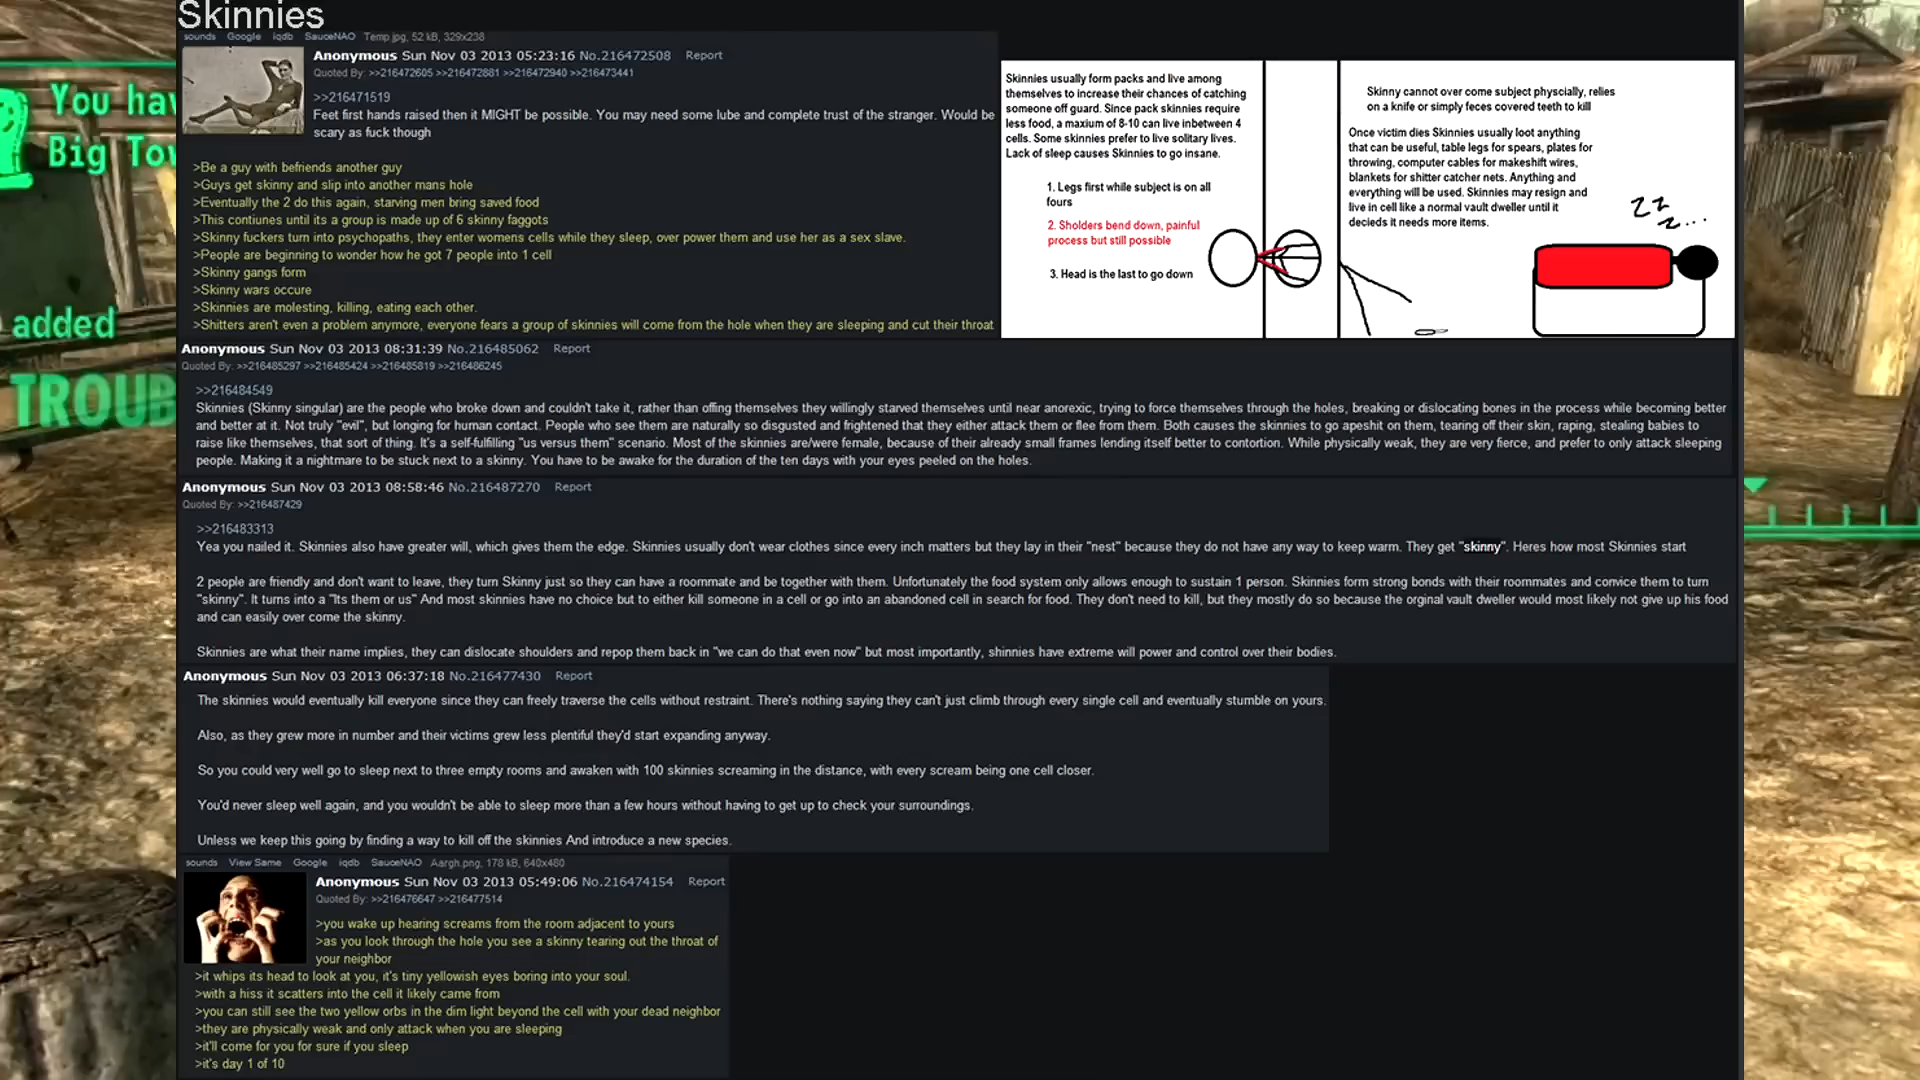 Skinnies
You hav
Big Tow
added
TROUB
sounds Google iqdb SauceNAO Temp.jpg, 52 kB, 329x238
Anonymous Sun Nov 03 2013 05:23:16 No.216472508 Report
Quoted By: >>216472605 >>216472881 >>216472940 >>216473441
>>216471519
Feet first hands raised then it MIGHT be possible. You may need some lube and complete trust of the stranger. Would be
scary as fuck though
>Be a guy with befriends another guy
>Guys get skinny and slip into another mans hole
>Eventually the 2 do this again, starving men bring saved food
>This contiunes until its a group is made up of 6 skinny faggots
>Skinny fuckers turn into psychopaths, they enter womens cells while they sleep, over power them and use her as a sex slave.
>People are beginning to wonder how he got 7 people into 1 cell
>Skinny gangs form
>Skinny wars occure
>Skinnies are molesting, killing, eating each other.
>Shitters aren't even a problem anymore, everyone fears a group of skinnies will come from the hole when they are sleeping and cut their throat
Skinnies usually form packs and live among
themselves to increase their chances of catching
someone off guard. Since pack skinnies require
less food, a maxium of 8-10 can live inbetween 4
cells. Some skinnies prefer to live solitary lives.
Lack of sleep causes Skinnies to go insane.
1. Legs first while subject is on all
fours
2. Sholders bend down, painful
process but still possible
3. Head is the last to go down
Skinny cannot over come subject physcially, relies
on a knife or simply feces covered teeth to kill
Once victim dies Skinnies usually loot anything
that can be useful, table legs for spears, plates for
throwing, computer cables for makeshift wires,
blankets for shitter catcher nets. Anything and
everything will be used. Skinnies may resign and
live in cell like a normal vault dweller until it
decieds it needs more items.
ZZ
Z...
Anonymous Sun Nov 03 2013 08:31:39 No.216485062 Report
Quoted By: >>216485297 >>216485424 >>216485819 >>216486245
>>216484549
Skinnies (Skinny singular) are the people who broke down and couldn't take it, rather than offing themselves they willingly starved themselves until near anorexic, trying to force themselves through the holes, breaking or dislocating bones in the process while becoming better
and better at it. Not truly "evil", but longing for human contact. People who see them are naturally so disgusted and frightened that they either attack them or flee from them. Both causes the skinnies to go apeshit on them, tearing off their skin, raping, stealing babies to
raise like themselves, that sort of thing. It's a self-fulfilling "us versus them" scenario. Most of the skinnies are/were female, because of their already small frames lending itself better to contortion. While physically weak, they are very fierce, and prefer to only attack sleeping
people. Making it a nightmare to be stuck next to a skinny. You have to be awake for the duration of the ten days with your eyes peeled on the holes.
Anonymous Sun Nov 03 2013 08:58:46 No.216487270 Report
Quoted By: >>216487429
>>216483313
Yea you nailed it. Skinnies also have greater will, which gives them the edge. Skinnies usually don't wear clothes since every inch matters but they lay in their "nest" because they do not have any way to keep warm. They get "skinny". Heres how most Skinnies start
2 people are friendly and don't want to leave, they turn Skinny just so they can have a roommate and be together with them. Unfortunately the food system only allows enough to sustain 1 person. Skinnies form strong bonds with their roommates and convice them to turn
"skinny". It turns into a "Its them or us" And most skinnies have no choice but to either kill someone in a cell or go into an abandoned cell in search for food. They don't need to kill, but they mostly do so because the orginal vault dweller would most likely not give up his food
and can easily over come the skinny.
Skinnies are what their name implies, they can dislocate shoulders and repop them back in "we can do that even now" but most importantly, shinnies have extreme will power and control over their bodies.
Anonymous Sun Nov 03 2013 06:37:18 No.216477430 Report
The skinnies would eventually kill everyone since they can freely traverse the cells without restraint. There's nothing saying they can't just climb through every single cell and eventually stumble on yours.
Also, as they grew more in number and their victims grew less plentiful they'd start expanding anyway.
So you could very well go to sleep next to three empty rooms and awaken with 100 skinnies screaming in the distance, with every scream being one cell closer.
You'd never sleep well again, and you wouldn't be able to sleep more than a few hours without having to get up to check your surroundings.
Unless we keep this going by finding a way to kill off the skinnies And introduce a new species.
sounds View Same Google iqdb SauceNAO Aargh.png, 178 kB, 640x480
Anonymous Sun Nov 03 2013 05:49:06 No.216474154 Report
Quoted By: >>216476647 >>216477514
>you wake up hearing screams from the room adjacent to yours
>as you look through the hole you see a skinny tearing out the throat of
your neighbor
>it whips its head to look at you, it's tiny yellowish eyes boring into your soul.
>with a hiss it scatters into the cell it likely came from
>you can still see the two yellow orbs in the dim light beyond the cell with your dead neighbor
>they are physically weak and only attack when you are sleeping
>it'll come for you for sure if you sleep
>it's day 1 of 10